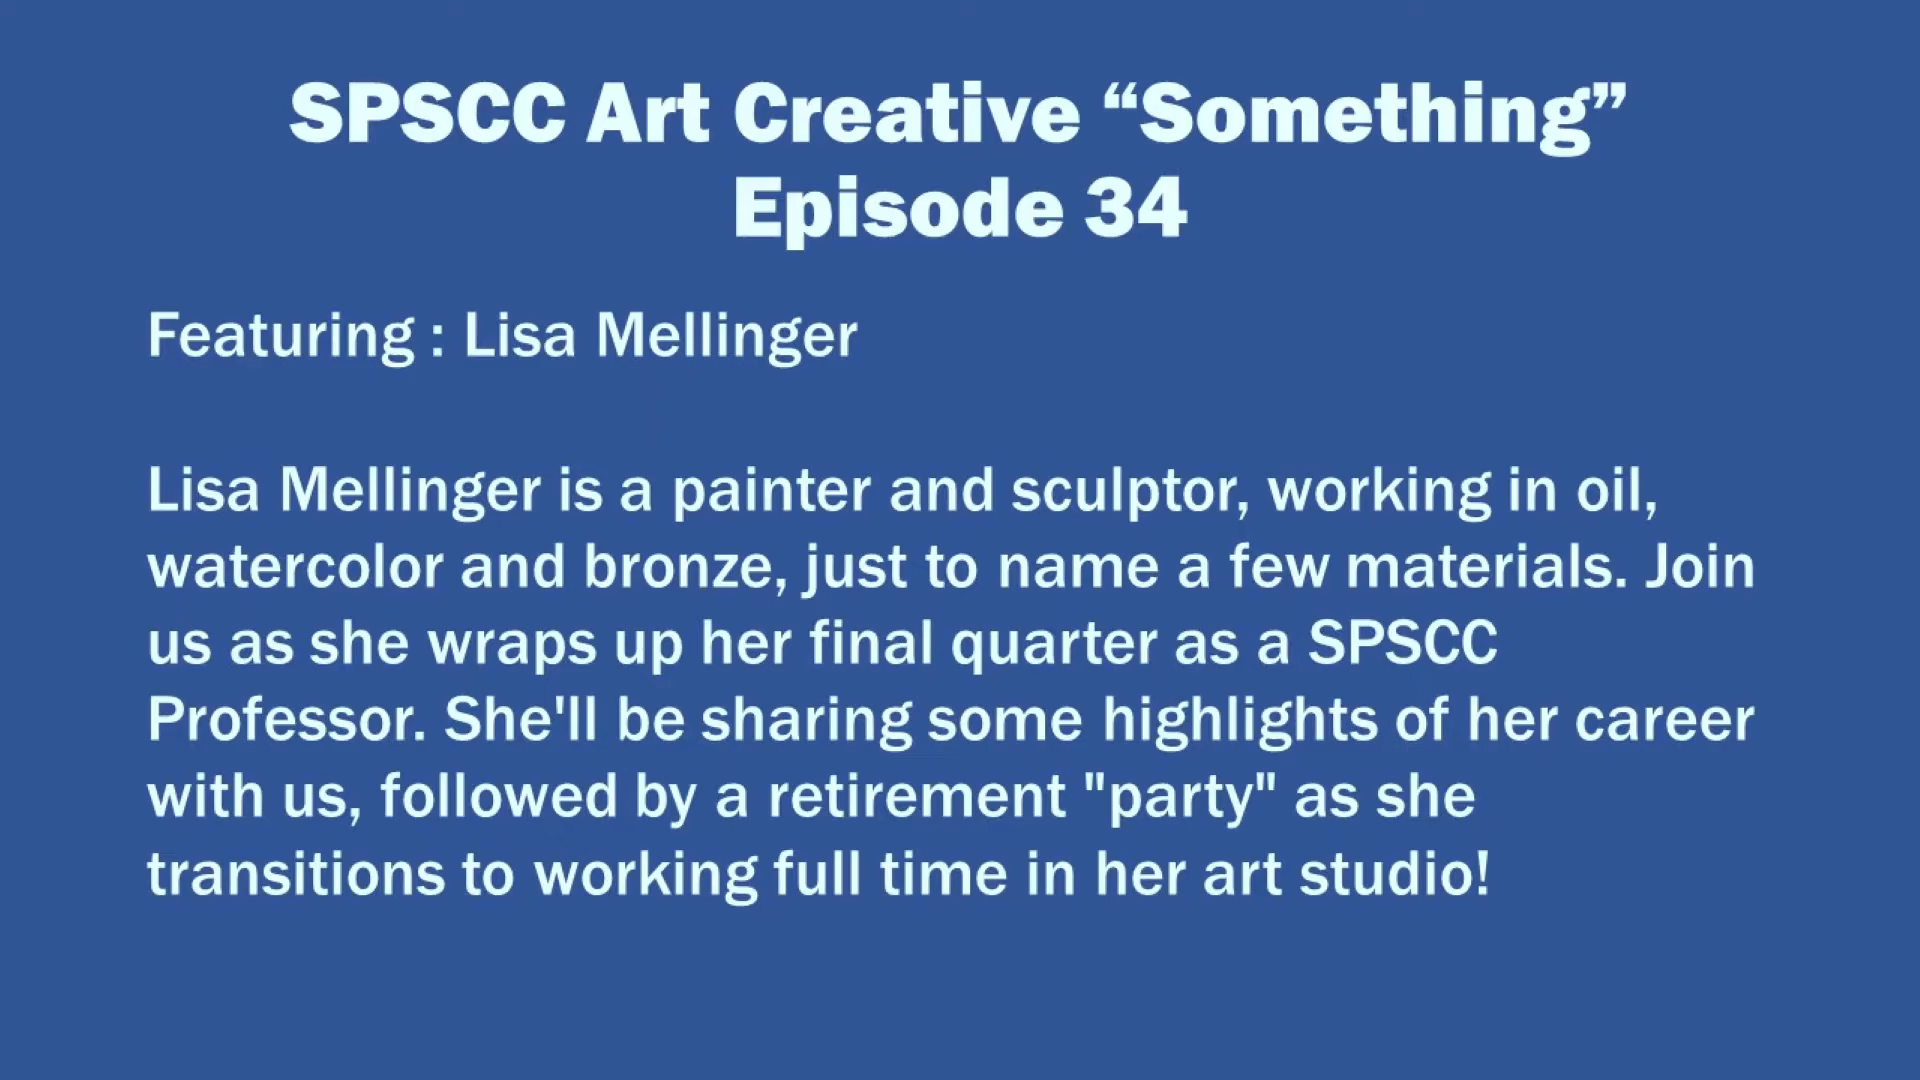 SPSCC Art Creative “Something”
Episode 34
Featuring : Lisa Mellinger
Lisa Mellinger is a painter and sculptor, working in oil,
watercolor and bronze, just to name a few materials. Join
us as she wraps up her final quarter as a SPSCC
Professor. She'll be sharing some highlights of her career
with us, followed by a retirement "party" as she
transitions to working full time in her art studio!